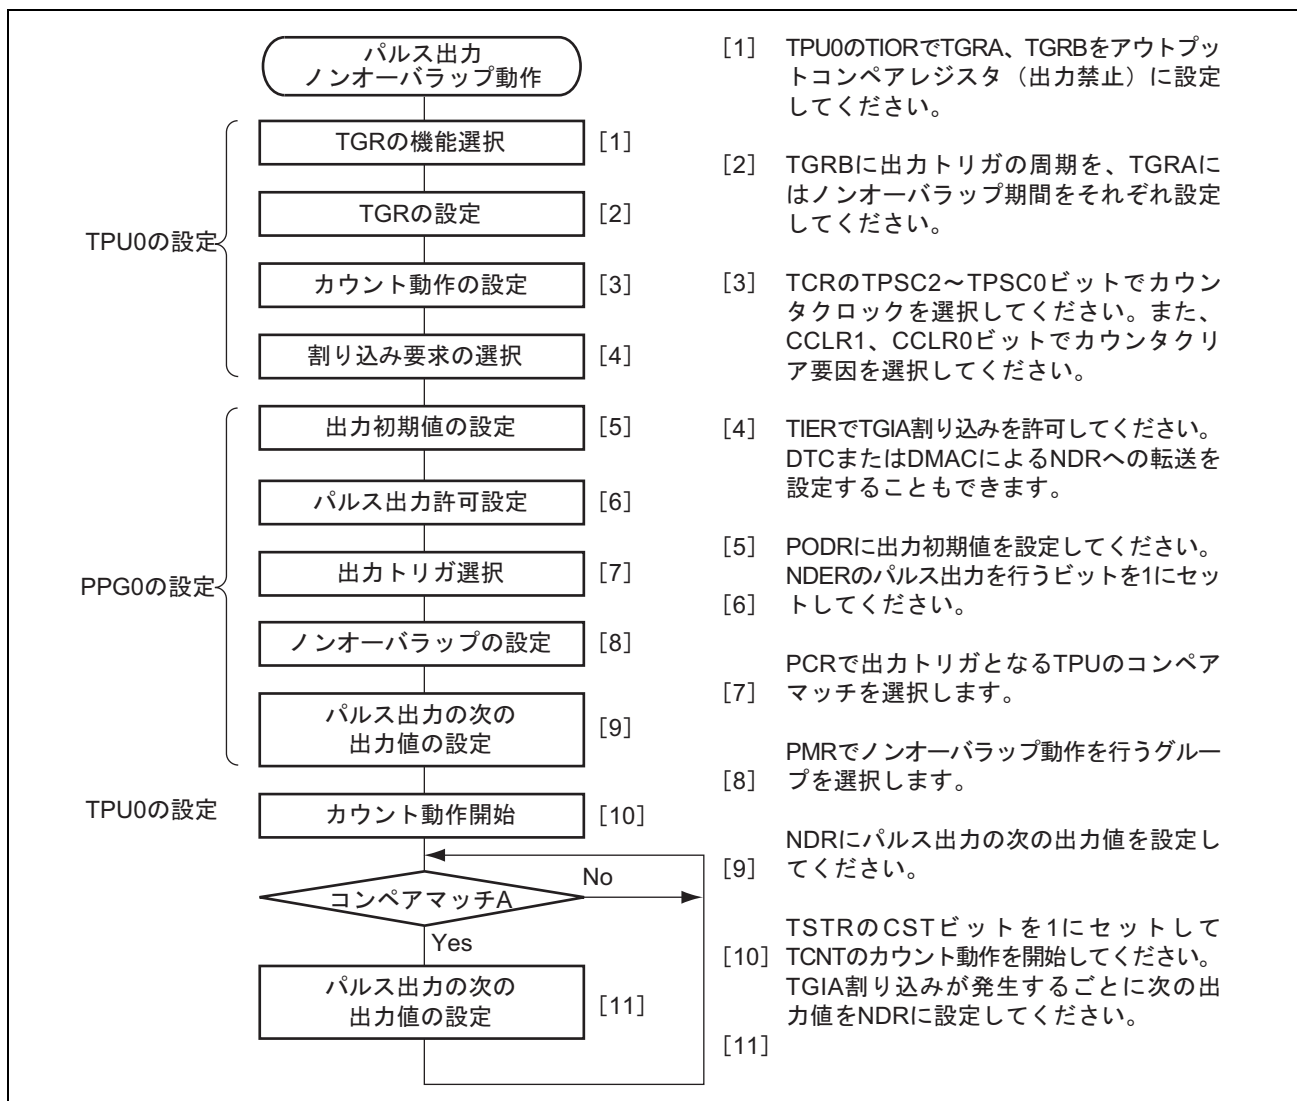 パルス出力
ノンオーバラップ動作
TPU0の設定
TGRの機能選択 [1]
TGRの設定 [2]
カウント動作の設定 [3]
割り込み要求の選択 [4]
PPG0の設定
出力初期値の設定 [5]
パルス出力許可設定 [6]
出力トリガ選択 [7]
ノンオーバラップの設定 [8]
パルス出力の次の
出力値の設定 [9]
TPU0の設定
カウント動作開始 [10]
コンペアマッチA
No
Yes
パルス出力の次の
出力値の設定 [11]
[1] TPU0のTIORでTGRA、TGRBをアウトプッ
トコンペアレジスタ（出力禁止）に設定
してください。
[2] TGRBに出力トリガの周期を、TGRAに
はノンオーバラップ期間をそれぞれ設定
してください。
[3] TCRのTPSC2～TPSC0ビットでカウン
タクロックを選択してください。また、
CCLR1、CCLR0ビットでカウンタクリ
ア要因を選択してください。
[4] TIERでTGIA割り込みを許可してください。
DTCまたはDMACによるNDRへの転送を
設定することもできます。
[5] PODRに出力初期値を設定してください。
NDERのパルス出力を行うビットを1にセッ
[6] トしてください。
PCRで出力トリガとなるTPUのコンペア
[7] マッチを選択します。
PMRでノンオーバラップ動作を行うグルー
[8] プを選択します。
NDRにパルス出力の次の出力値を設定し
[9] てください。
TSTRのCSTビットを1にセットして
[10] TCNTのカウント動作を開始してください。
TGIA割り込みが発生するごとに次の出
力値をNDRに設定してください。
[11]